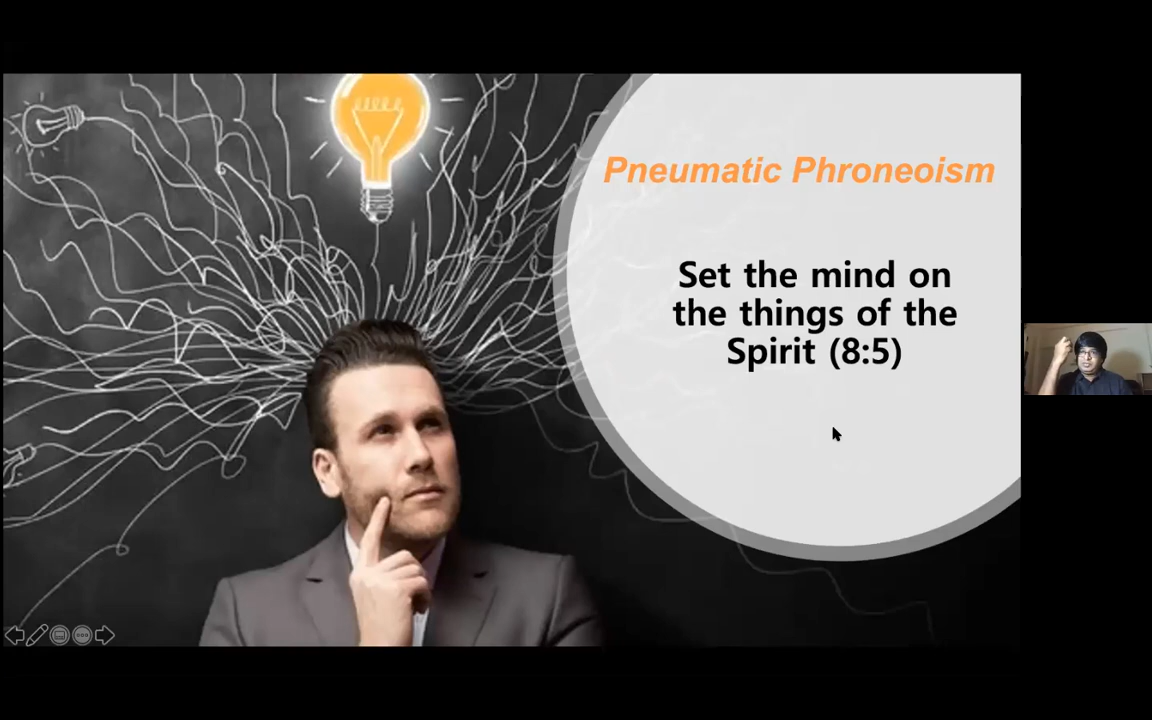 Pneumatic Phroneoism
Set the mind on
the things of the
Spirit (8:5)